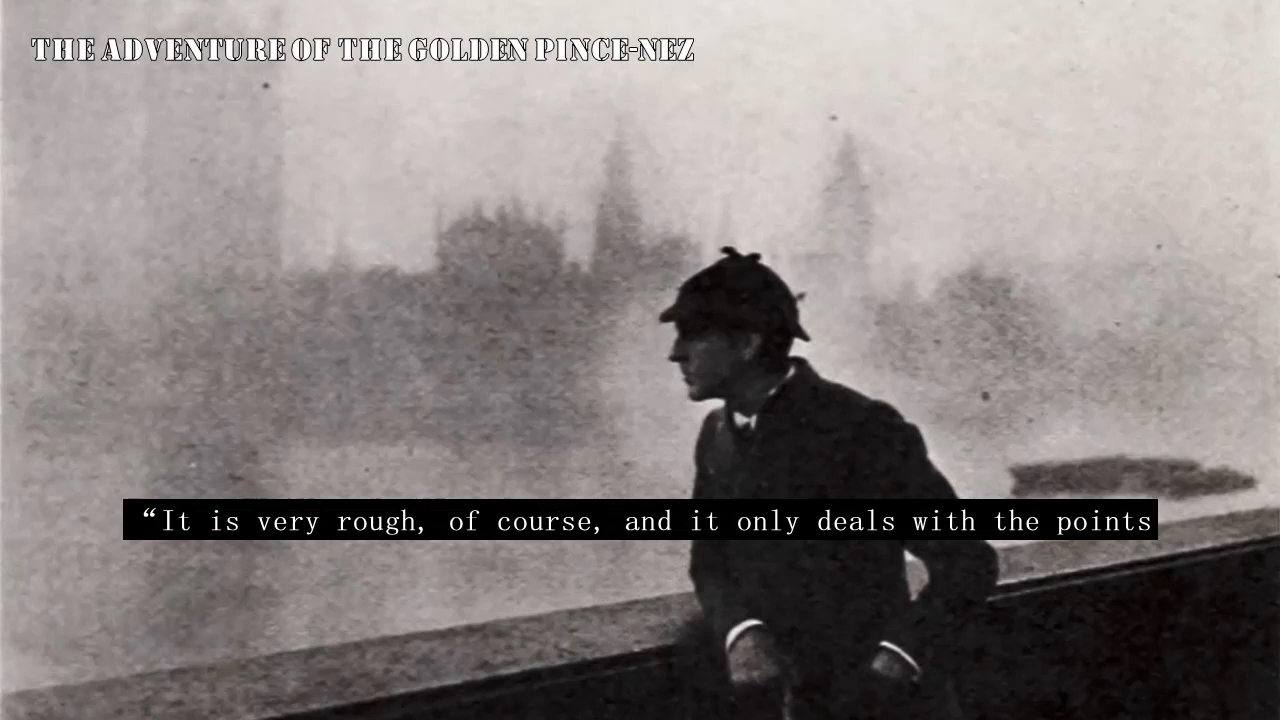 THE ADVENTURE OF THE GOLDEN PINCE-NEZ
“It is very rough, of course, and it only deals with the points